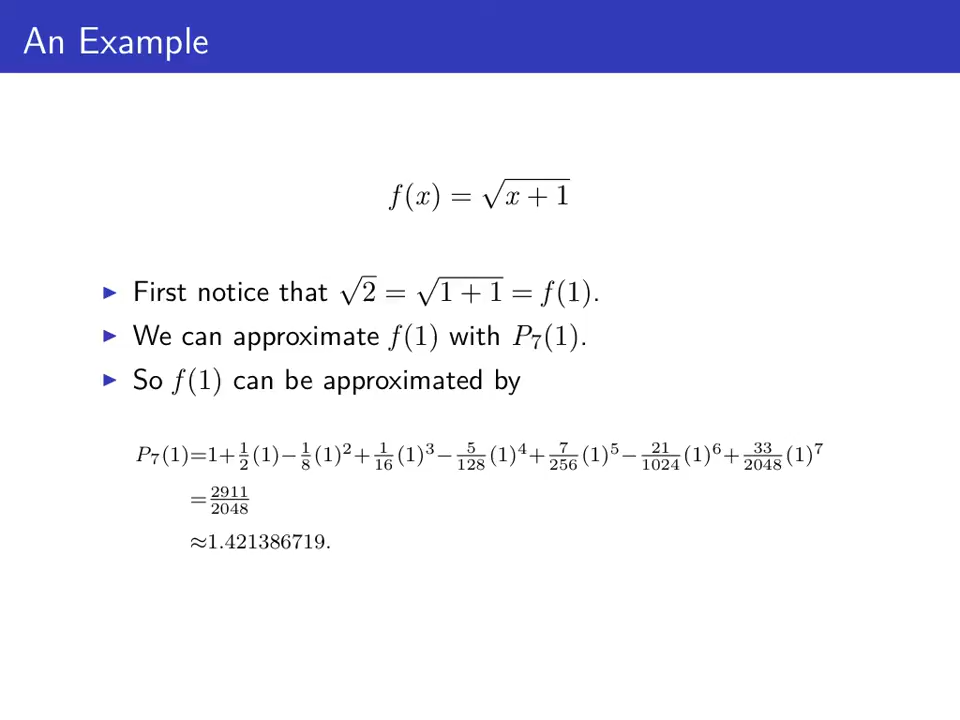 An Example
f(x) = √(x + 1)
▶ First notice that √2 = √(1 + 1) = f(1).
▶ We can approximate f(1) with P₇(1).
▶ So f(1) can be approximated by
P₇(1)=1+1/2(1)−1/8(1)²+1/16(1)³−5/128(1)⁴+7/256(1)⁵−21/1024(1)⁶+33/2048(1)⁷
=2911/2048
≈1.421386719.